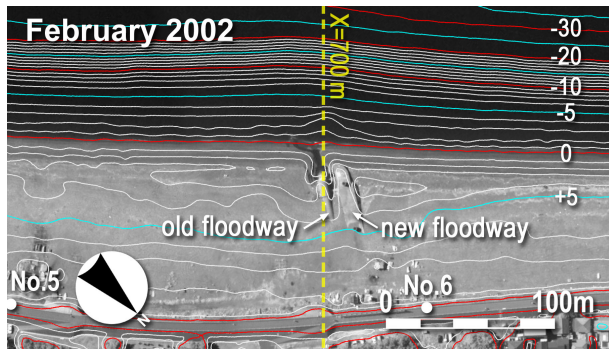 February 2002
X=700 m
-30
-20
-10
-5
0
+5
old floodway
new floodway
No.5
N
No.6
0
100m